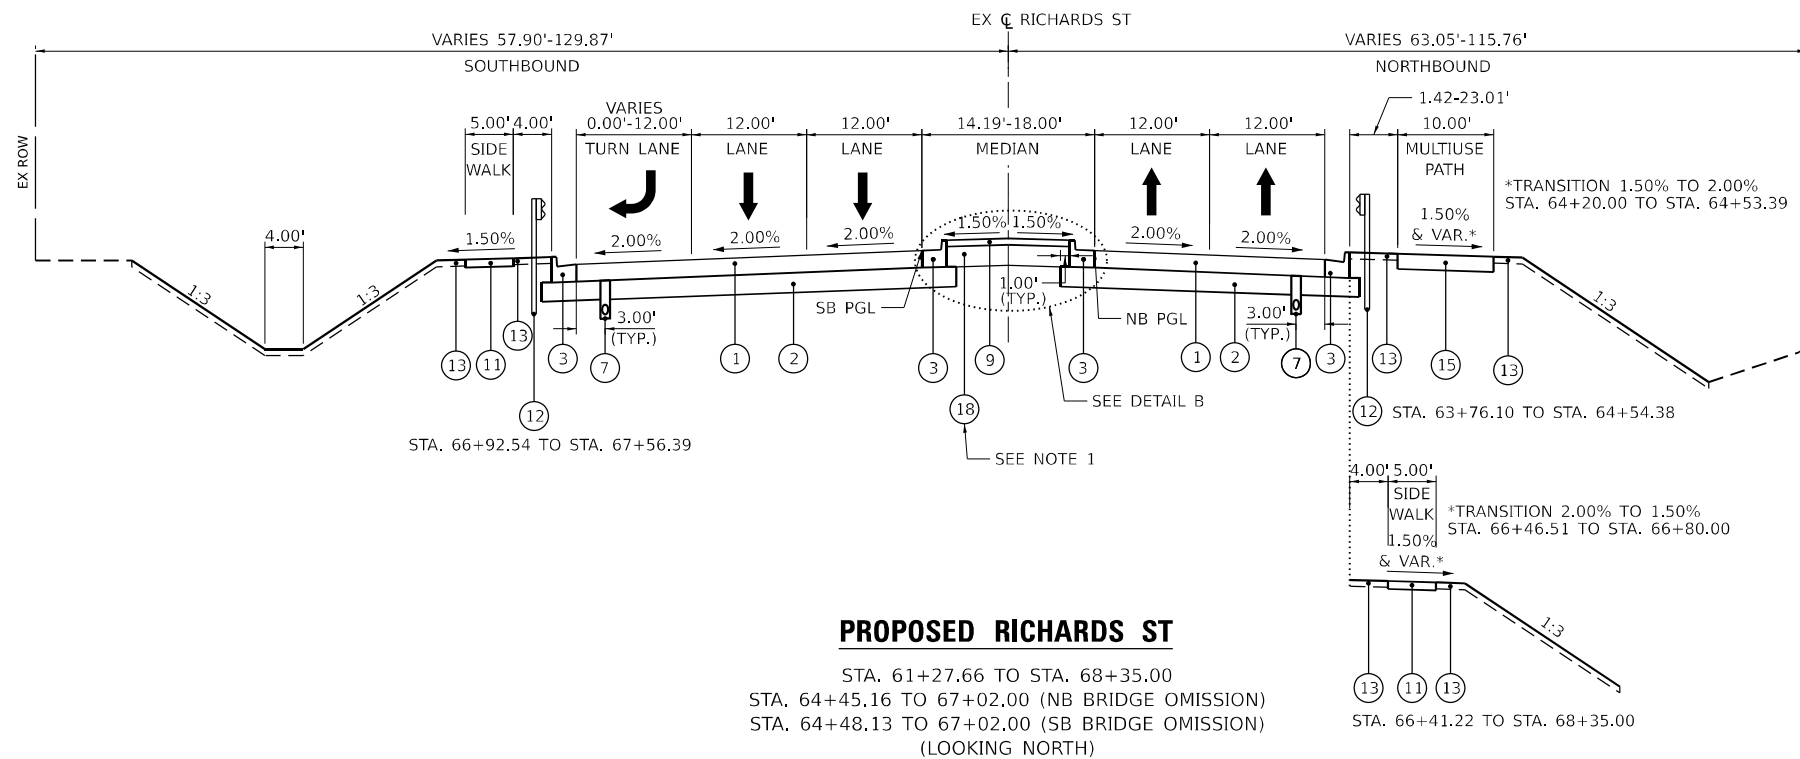 EX ℄ RICHARDS ST
VARIES 57.90'-129.87'
VARIES 63.05'-115.76'
SOUTHBOUND
NORTHBOUND
1.42-23.01'
VARIES
5.00' 4.00' 0.00'-12.00' 12.00' 12.00' 14.19'-18.00' 12.00' 12.00' 10.00'
SIDE WALK
TURN LANE
LANE
LANE
MEDIAN
LANE
LANE
MULTIUSE PATH
EX ROW
*TRANSITION 1.50% TO 2.00%
STA. 64+20.00 TO STA. 64+53.39
4.00'
1.50%
2.00%
2.00%
2.00%
1.50% 1.50%
2.00%
2.00%
1.50%
& VAR.*
1:3
1:3
1:3
SB PGL
1.00'
(TYP.)
NB PGL
3.00'
(TYP.)
3.00'
(TYP.)
13
11
13
12
3
7
1
2
3
18
9
3
1
2
7
3
12
13
15
13
SEE DETAIL B
STA. 63+76.10 TO STA. 64+54.38
STA. 66+92.54 TO STA. 67+56.39
SEE NOTE 1
4.00' 5.00'
SIDE
WALK
*TRANSITION 2.00% TO 1.50%
STA. 66+46.51 TO STA. 66+80.00
1.50%
& VAR.*
1:3
13
11
13
STA. 66+41.22 TO STA. 68+35.00
PROPOSED RICHARDS ST
STA. 61+27.66 TO STA. 68+35.00
STA. 64+45.16 TO 67+02.00 (NB BRIDGE OMISSION)
STA. 64+48.13 TO 67+02.00 (SB BRIDGE OMISSION)
(LOOKING NORTH)